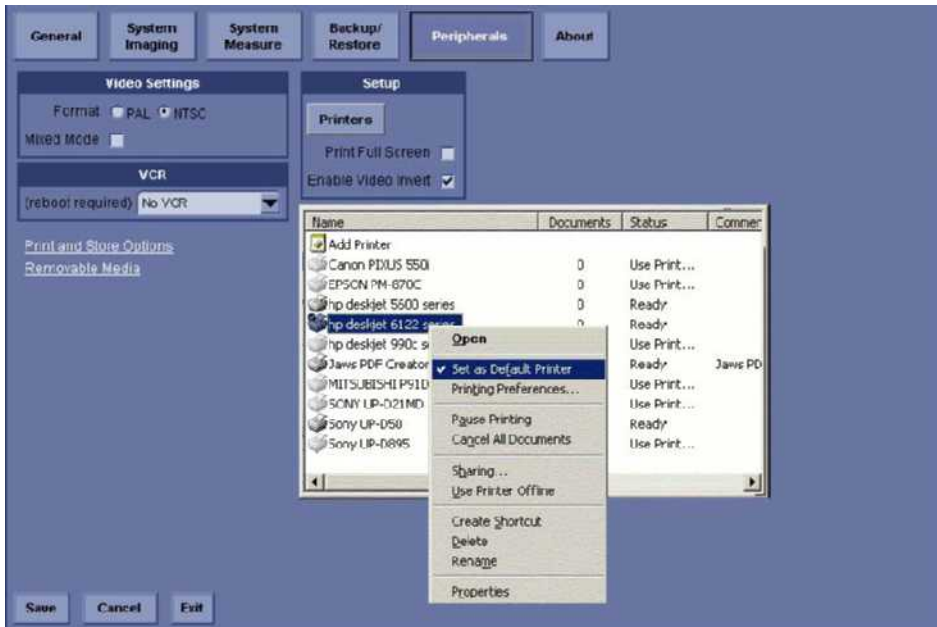 General
System Imaging
System Measure
Backup/ Restore
Peripherals
About
Video Settings
Format PAL NTSC
Mixed Mode
VCR
(reboot required) No VCR
Print and Store Options
Removable Media
Setup
Printers
Print Full Screen
Enable Video Invert
Name Documents Status Commer
Add Printer
Canon PIXUS 550i 0 Use Print...
EPSON PM-870C 0 Use Print...
hp deskjet 5600 series 0 Ready
hp deskjet 6122 series 0 Ready
hp deskjet 990c s Use Print...
Jaws PDF Creator Ready Jaws PD
MITSUBISHI P91D Use Print...
SONY UP-D21MD Use Print...
Sony UP-D50 Ready
Sony UP-D895 Use Print...
Open
Set as Default Printer
Printing Preferences...
Pause Printing
Cancel All Documents
Sharing...
Use Printer Offline
Create Shortcut
Delete
Rename
Properties
Save Cancel Exit